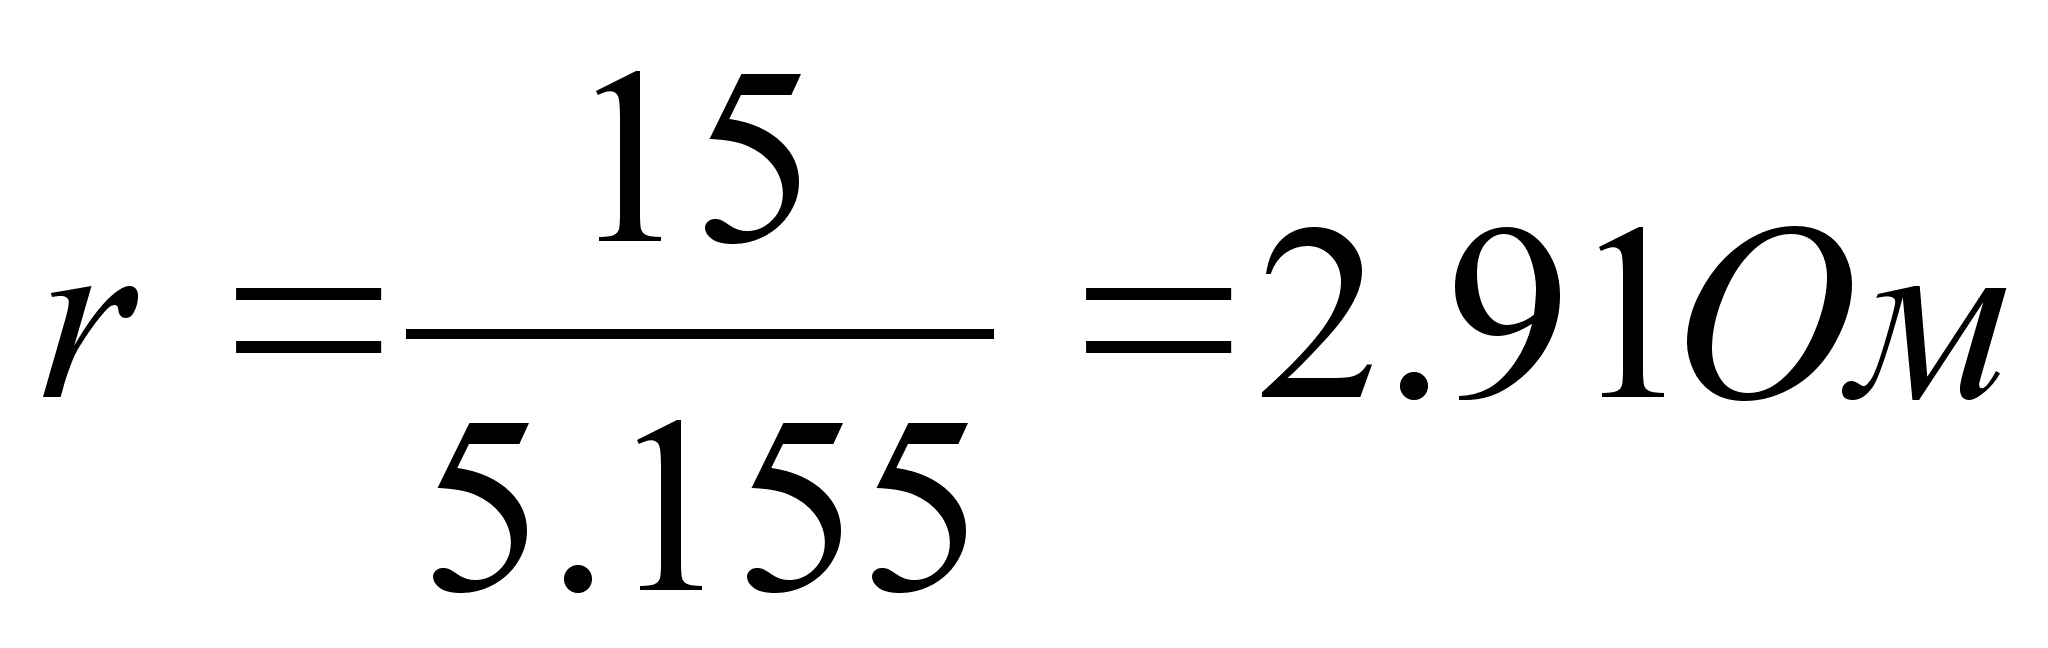 r = 15/5.155 = 2.91Ом